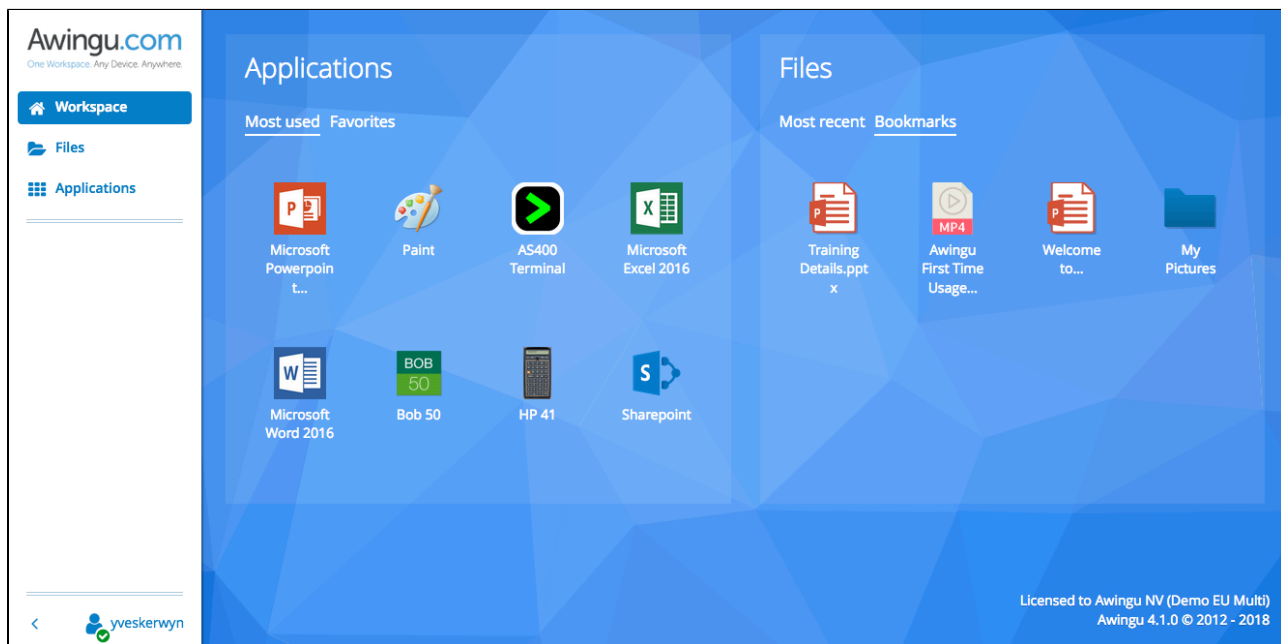 Awingu.com
One Workspace. Any Device. Anywhere.
Workspace
Files
Applications
yveskerwyn
Applications
Most used Favorites
Microsoft
Powerpoin
t...
Paint
AS400
Terminal
Microsoft
Excel 2016
Microsoft
Word 2016
BOB
50
Bob 50
HP 41
Sharepoint
Files
Most recent Bookmarks
Training
Details.ppt
x
MP4
Awingu
First Time
Usage...
Welcome
to...
My
Pictures
Licensed to Awingu NV (Demo EU Multi)
Awingu 4.1.0 © 2012 - 2018